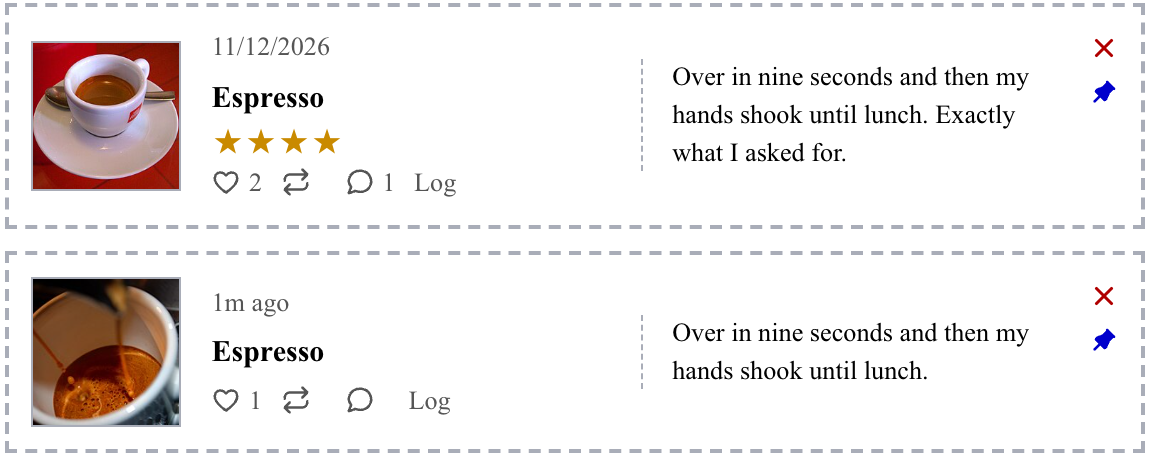 11/12/2026
Espresso
★★★★
2 1 Log
Over in nine seconds and then my
hands shook until lunch. Exactly
what I asked for.
1m ago
Espresso
1 Log
Over in nine seconds and then my
hands shook until lunch.